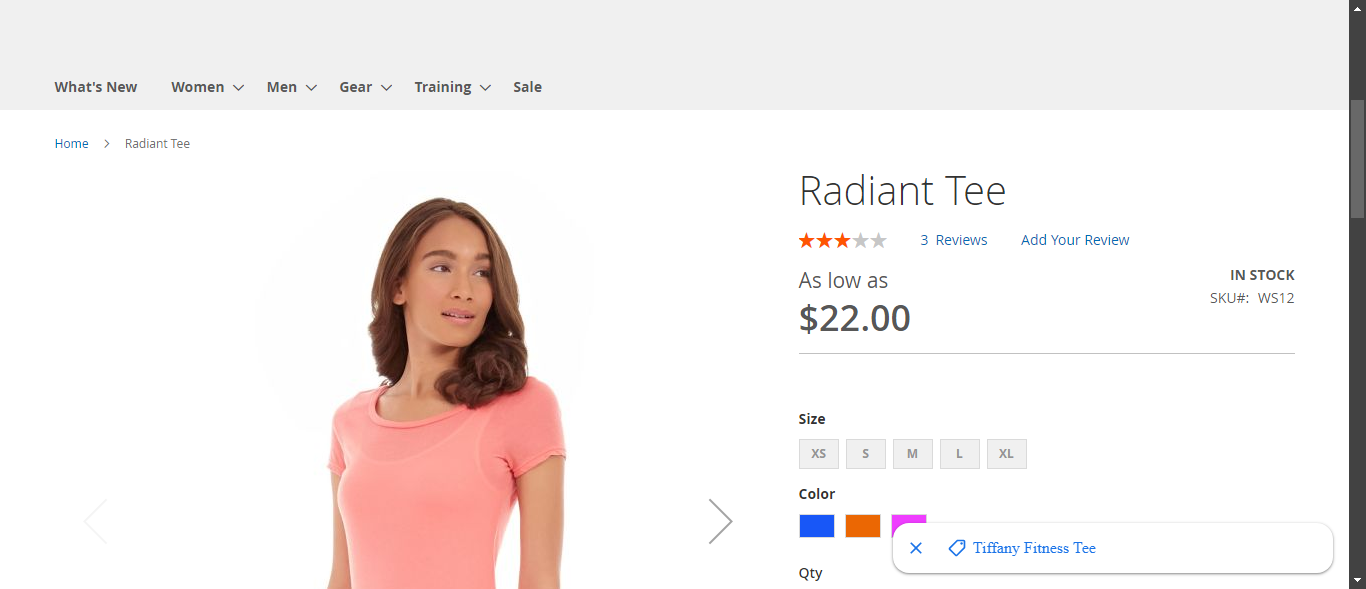 What's New Women Men Gear Training Sale
Home Radiant Tee
Radiant Tee
3 Reviews Add Your Review
As low as
IN STOCK
$22.00
SKU#: WS12
Size
XS S M L XL
Color
Tiffany Fitness Tee
Qty